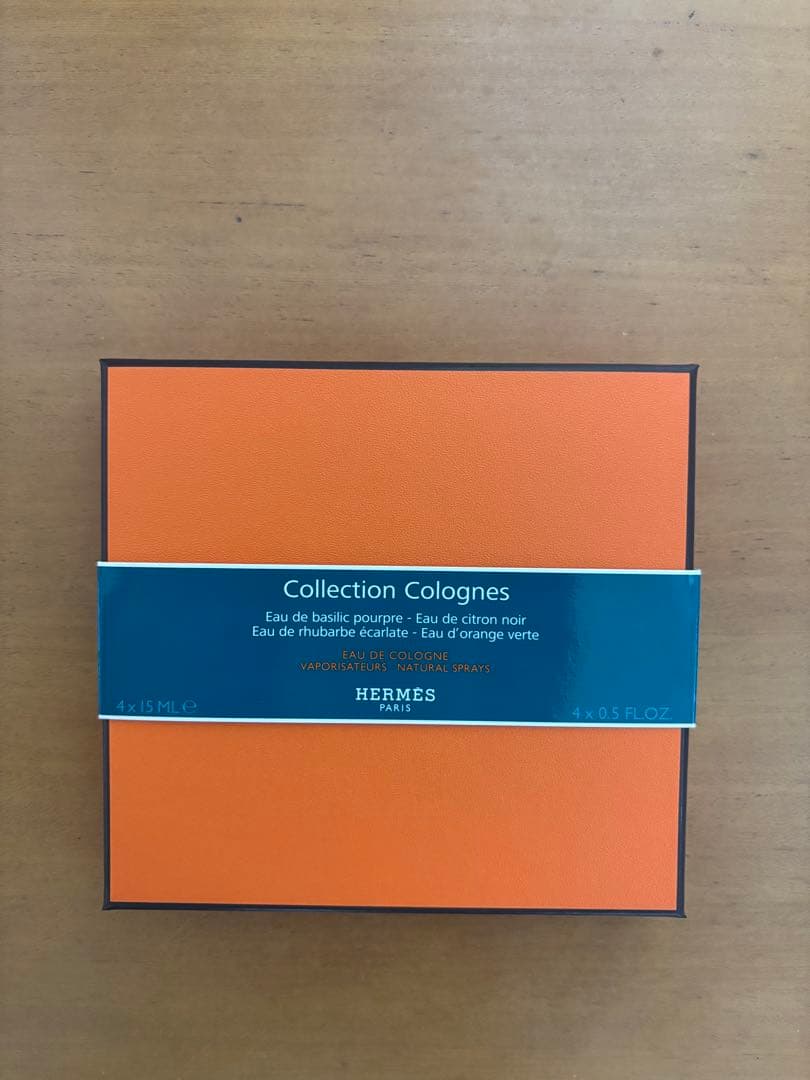 Collection Colognes
Eau de basilic pourpre - Eau de citron noir
Eau de rhubarbe écarlate - Eau d'orange verte
EAU DE COLOGNE
VAPORISATEURS . NATURAL SPRAYS
HERMÈS
PARIS
4 x 15 ML ℮
4 x 0.5 FL.OZ.